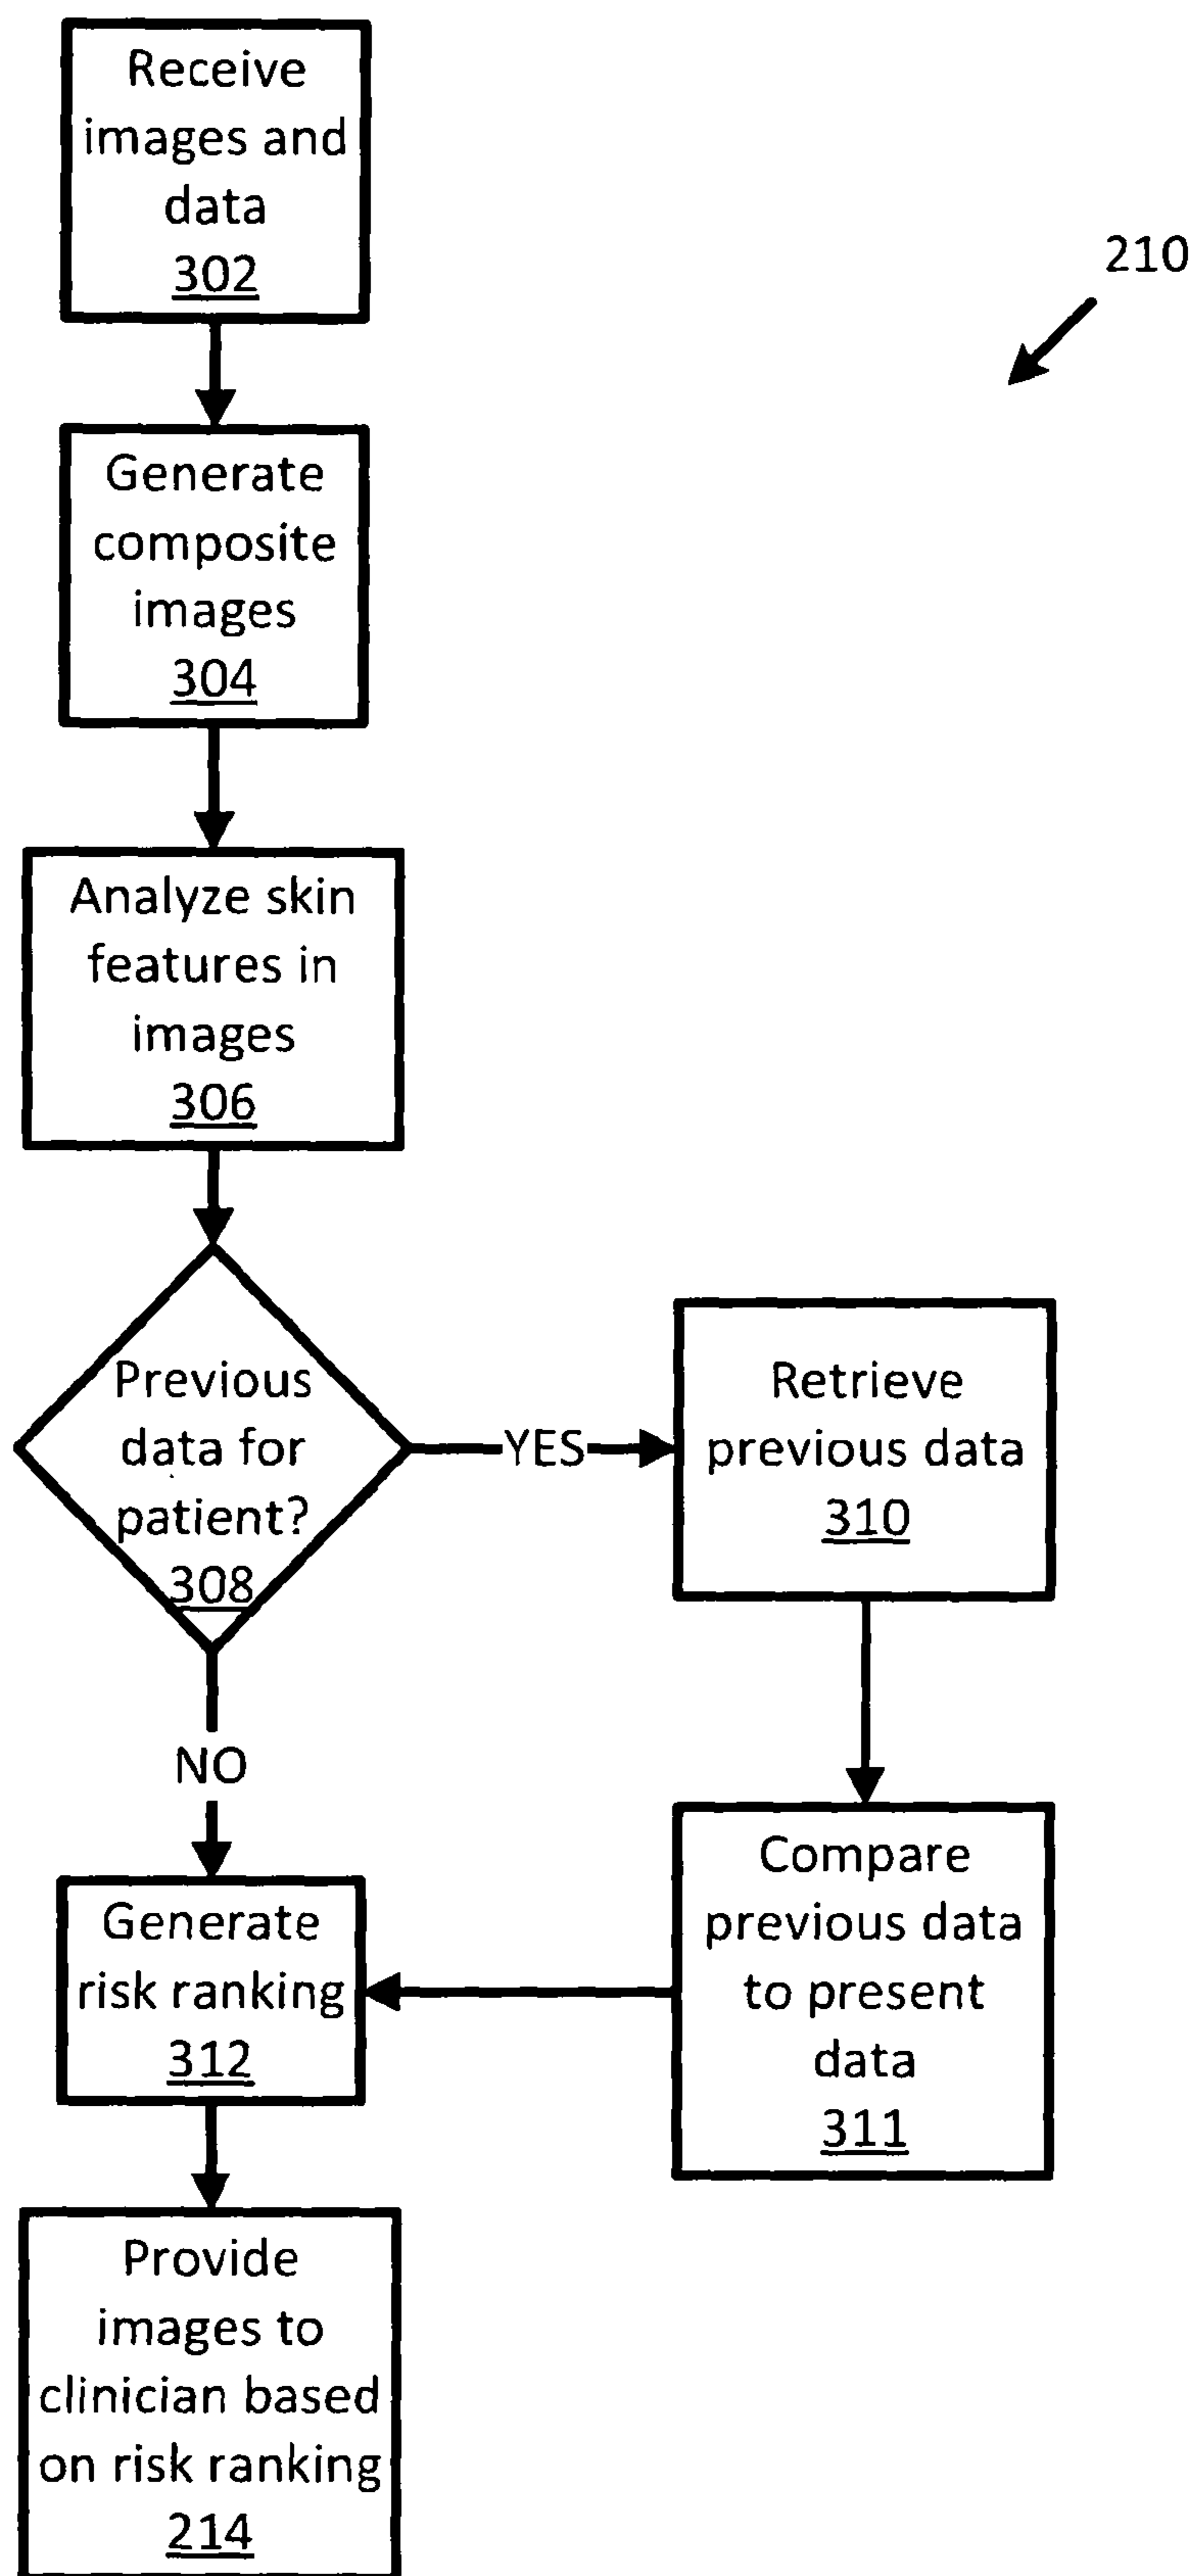 Receive
images and
data
302
210
Generate
composite
images
304
Analyze skin
features in
images
306
Previous
data for
patient?
308
YES
Retrieve
previous data
310
NO
Compare
previous data
to present
data
311
Generate
risk ranking
312
Provide
images to
clinician based
on risk ranking
214